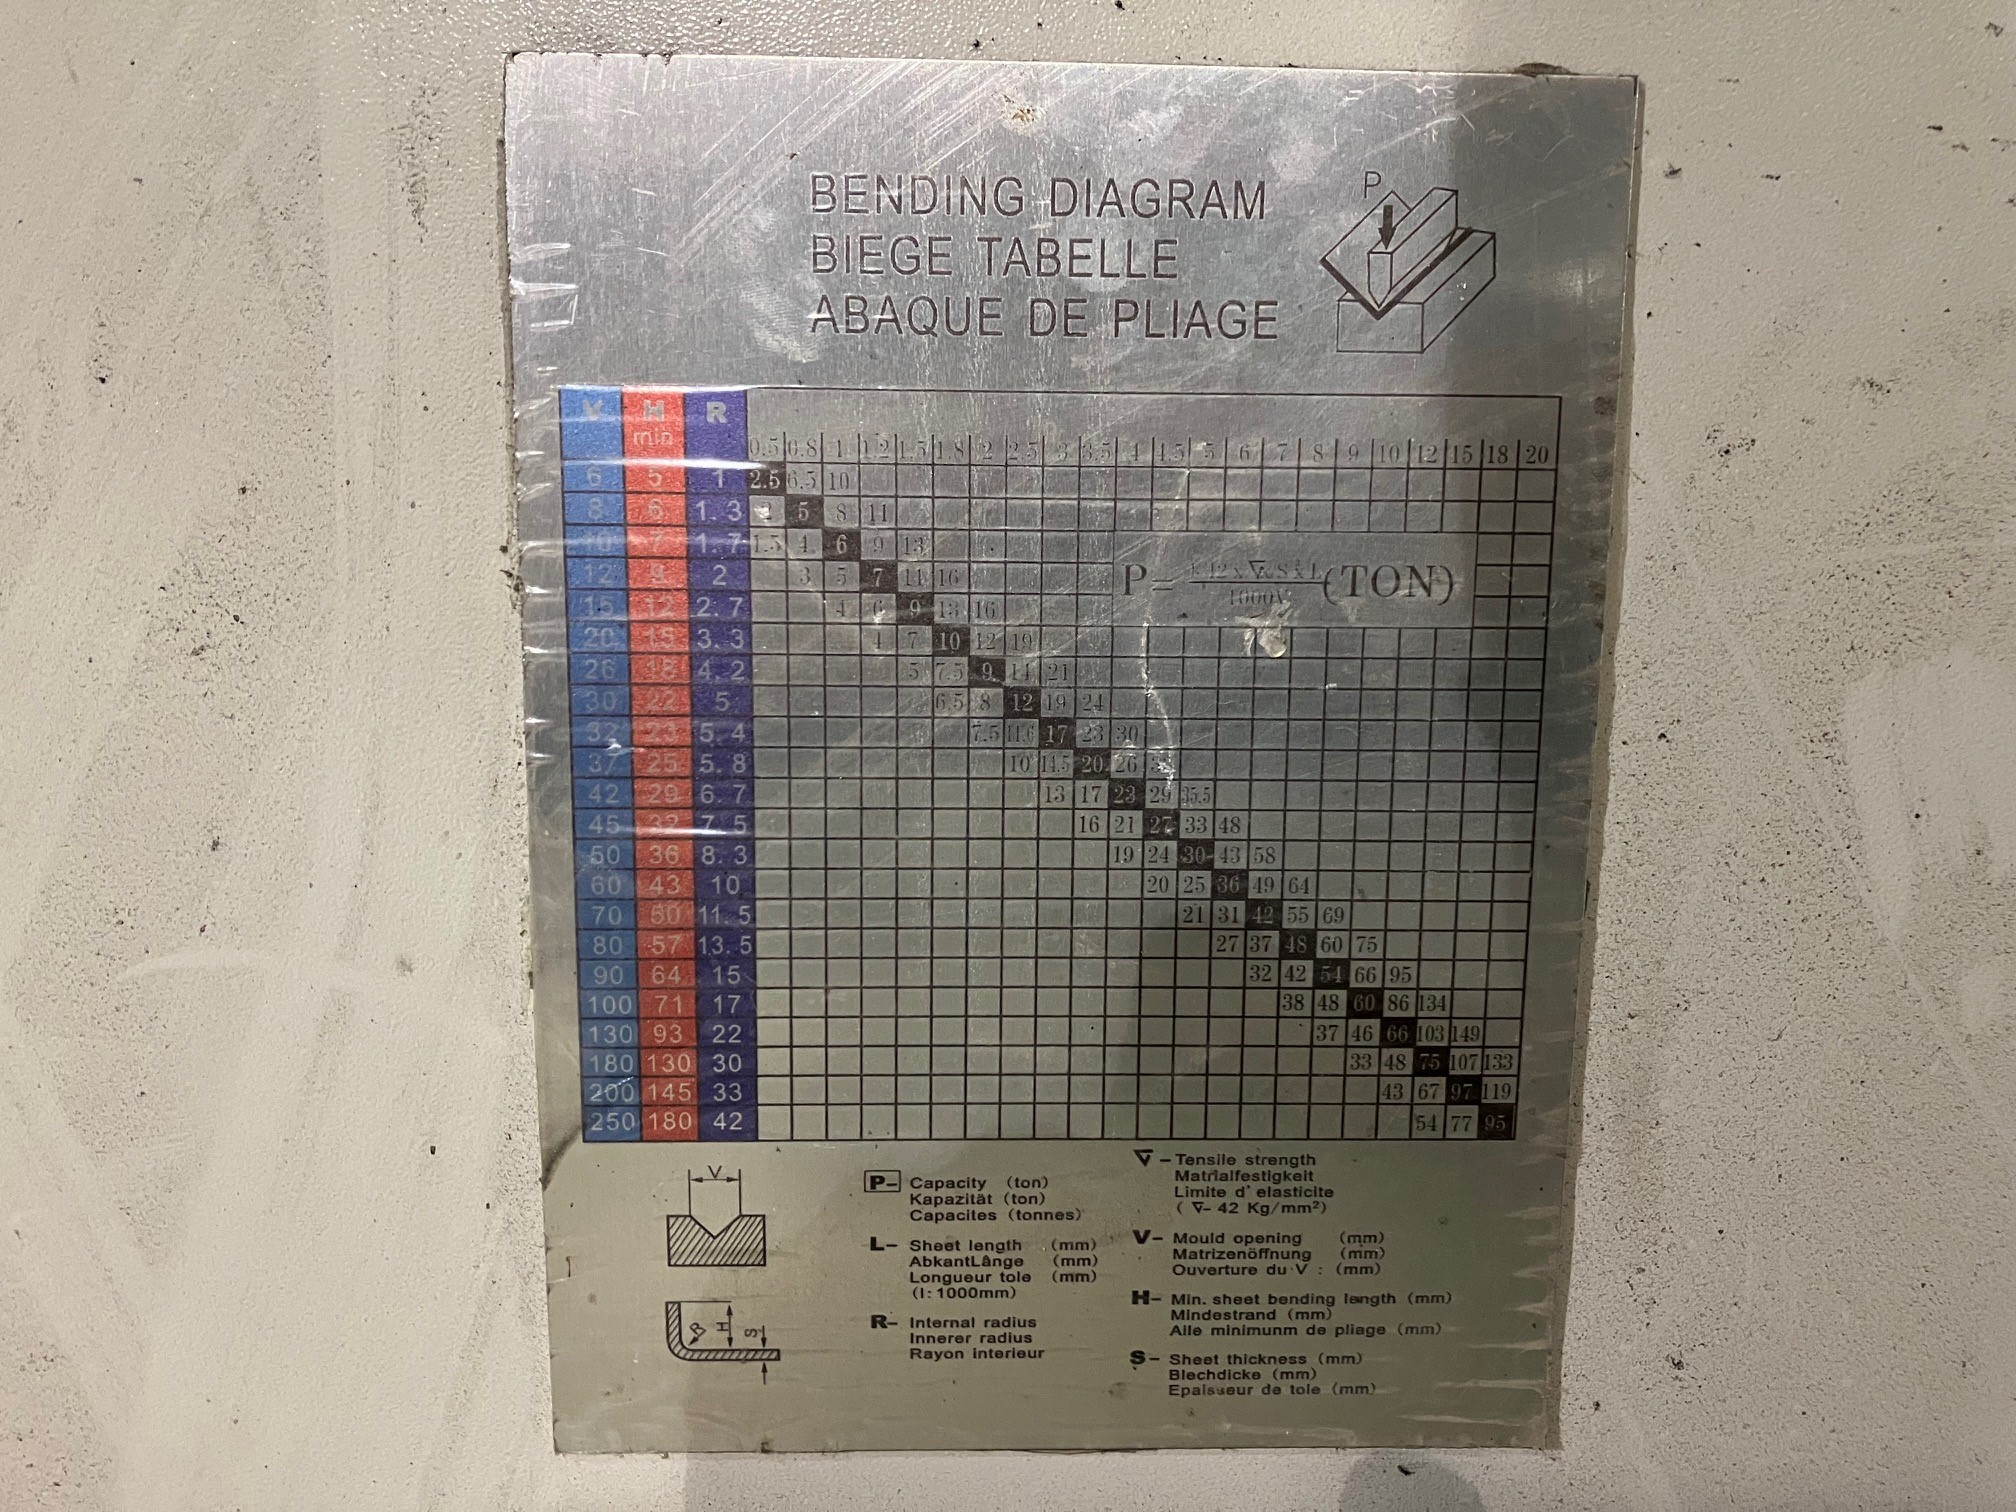 BENDING DIAGRAM
BIEGE TABELLE
ABAQUE DE PLIAGE
P
V H R
min
0.5 0.8 1 1.2 1.5 1.8 2 2.5 3 3.5 4 4.5 5 6 7 8 9 10 12 15 18 20
6 5 1 2.5 6.5 10
8 6 1.3 2 5 8 11
10 7 1.7 1.5 4 6 9 13
12 9 2 3 5 7 11 16
15 12 2.7 4 6 9 13 16
20 15 3.3 4 7 10 12 19
26 18 4.2 5 7.5 9 14 21
30 22 5 6.5 8 12 19 24
32 23 5.4 7.5 11.6 17 23 30
37 25 5.8 10 14.5 20 26
42 29 6.7 13 17 23 29 35.5
45 32 7.5 16 21 27 33 48
50 36 8.3 19 24 30 43 58
60 43 10 20 25 36 49 64
70 50 11.5 21 31 42 55 69
80 57 13.5 27 37 48 60 75
90 64 15 32 42 54 66 95
100 71 17 38 48 60 86 134
130 93 22 37 46 66 103 149
180 130 30 33 48 75 107 133
200 145 33 43 67 97 119
250 180 42 54 77 95
P= (TON)
1000V
V
H
S
P- Capacity (ton)
Kapazität (ton)
Capacites (tonnes)
L- Sheet length (mm)
AbkantLånge (mm)
Longueur tole (mm)
(l: 1000mm)
R- Internal radius
Innerer radius
Rayon interieur
∇- Tensile strength
Matrialfestigkeit
Limite d' elasticite
( ∇- 42 Kg/mm²)
V- Mould opening (mm)
Matrizenöffnung (mm)
Ouverture du V : (mm)
H- Min. sheet bending length (mm)
Mindestrand (mm)
Aile minimunm de pliage (mm)
S- Sheet thickness (mm)
Blechdicke (mm)
Epaisseur de tole (mm)